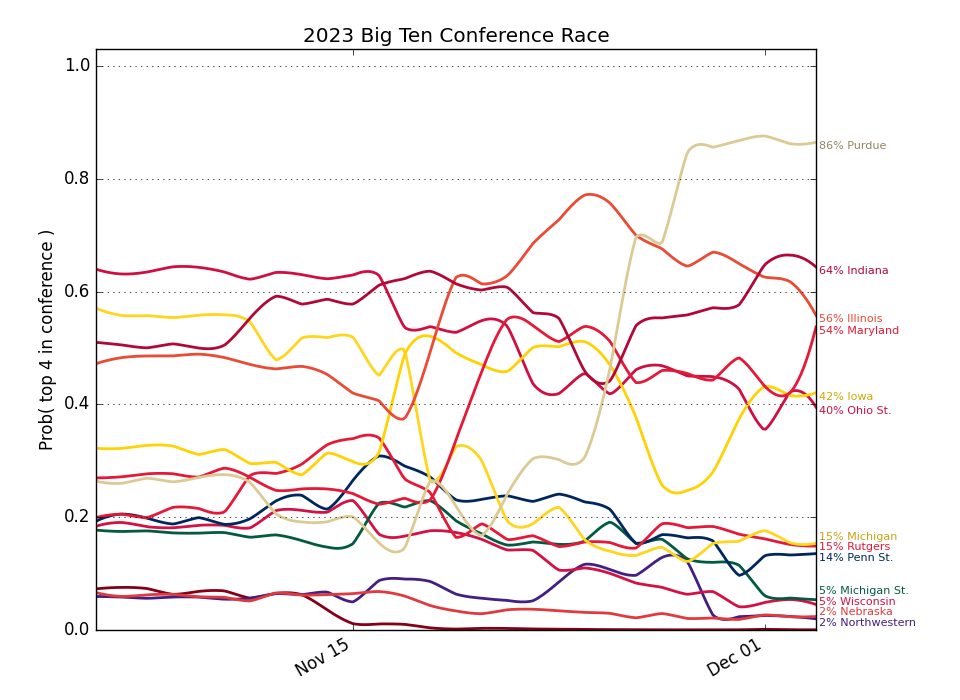 2023 Big Ten Conference Race
Prob( top 4 in conference )
1.0
0.8
0.6
0.4
0.2
0.0
Nov 15
Dec 01
86% Purdue
64% Indiana
56% Illinois
54% Maryland
42% Iowa
40% Ohio St.
15% Michigan
15% Rutgers
14% Penn St.
5% Michigan St.
5% Wisconsin
2% Nebraska
2% Northwestern